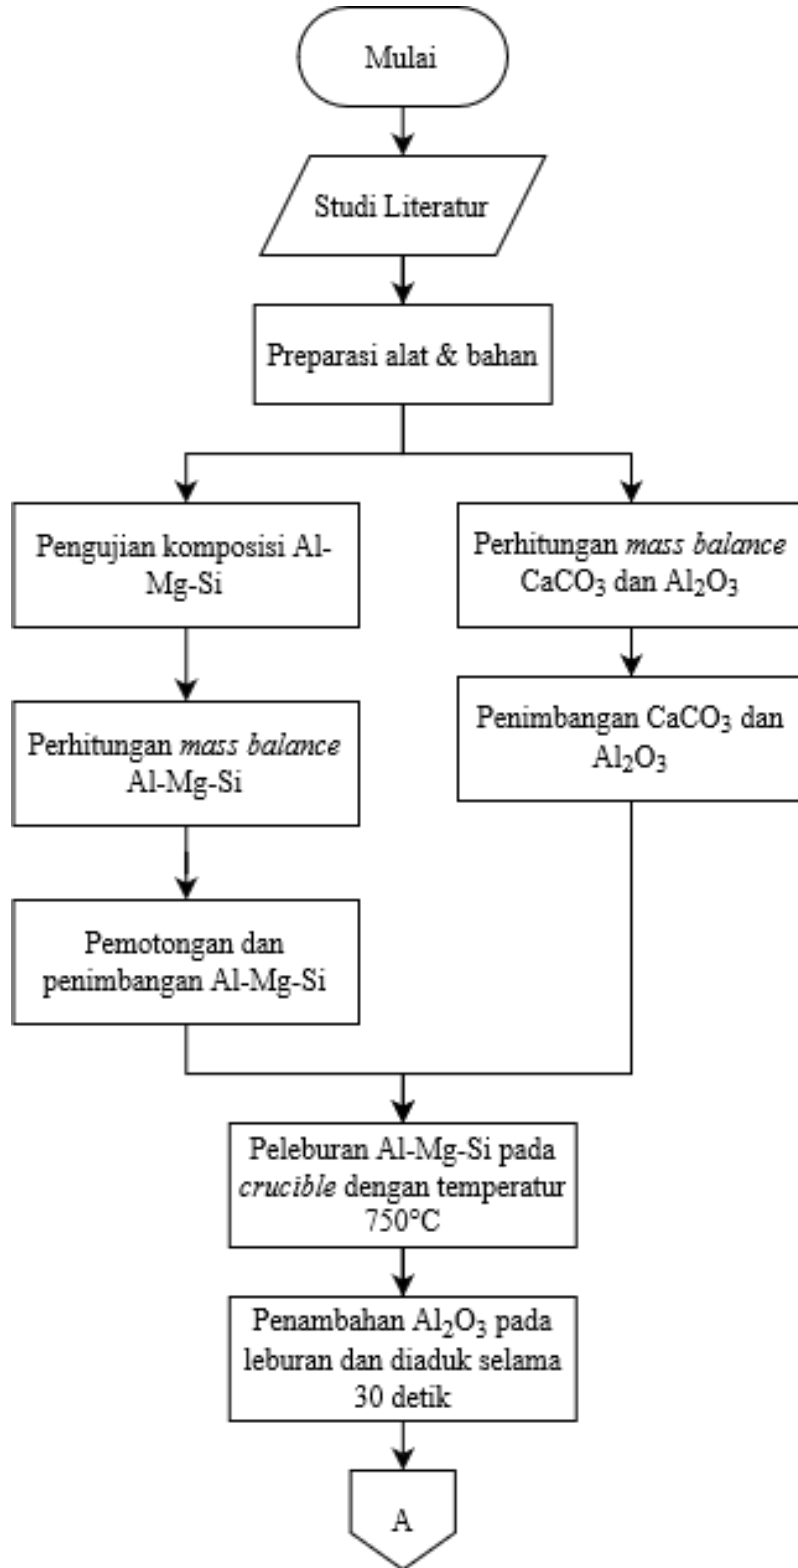 Mulai
Studi Literatur
Preparasi alat & bahan
Pengujian komposisi Al-
Mg-Si
Perhitungan mass balance
Al-Mg-Si
Pemotongan dan
penimbangan Al-Mg-Si
Perhitungan mass balance
CaCO₃ dan Al₂O₃
Penimbangan CaCO₃ dan
Al₂O₃
Peleburan Al-Mg-Si pada
crucible dengan temperatur
750°C
Penambahan Al₂O₃ pada
leburan dan diaduk selama
30 detik
A